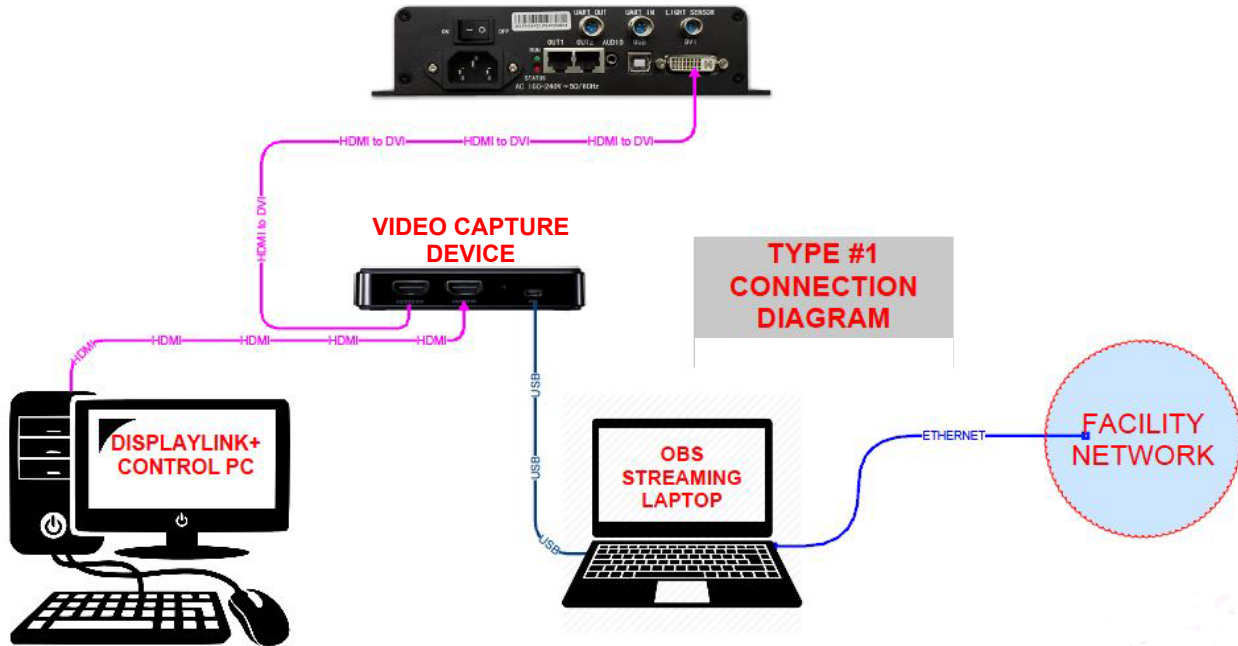 UART OUT
UART IN
LIGHT SENSOR
ON
OFF
OUT1
OUT2
AUDIO
USB
DVI
RUN
STATUS
AC 100-240V~50/60Hz
HDMI to DVI
HDMI to DVI
HDMI to DVI
HDMI to DVI
VIDEO CAPTURE
DEVICE
TYPE #1
CONNECTION
DIAGRAM
HDMI
HDMI
HDMI
HDMI
HDMI
USB
USB
USB
DISPLAYLINK+
CONTROL PC
OBS
STREAMING
LAPTOP
ETHERNET
FACILITY
NETWORK